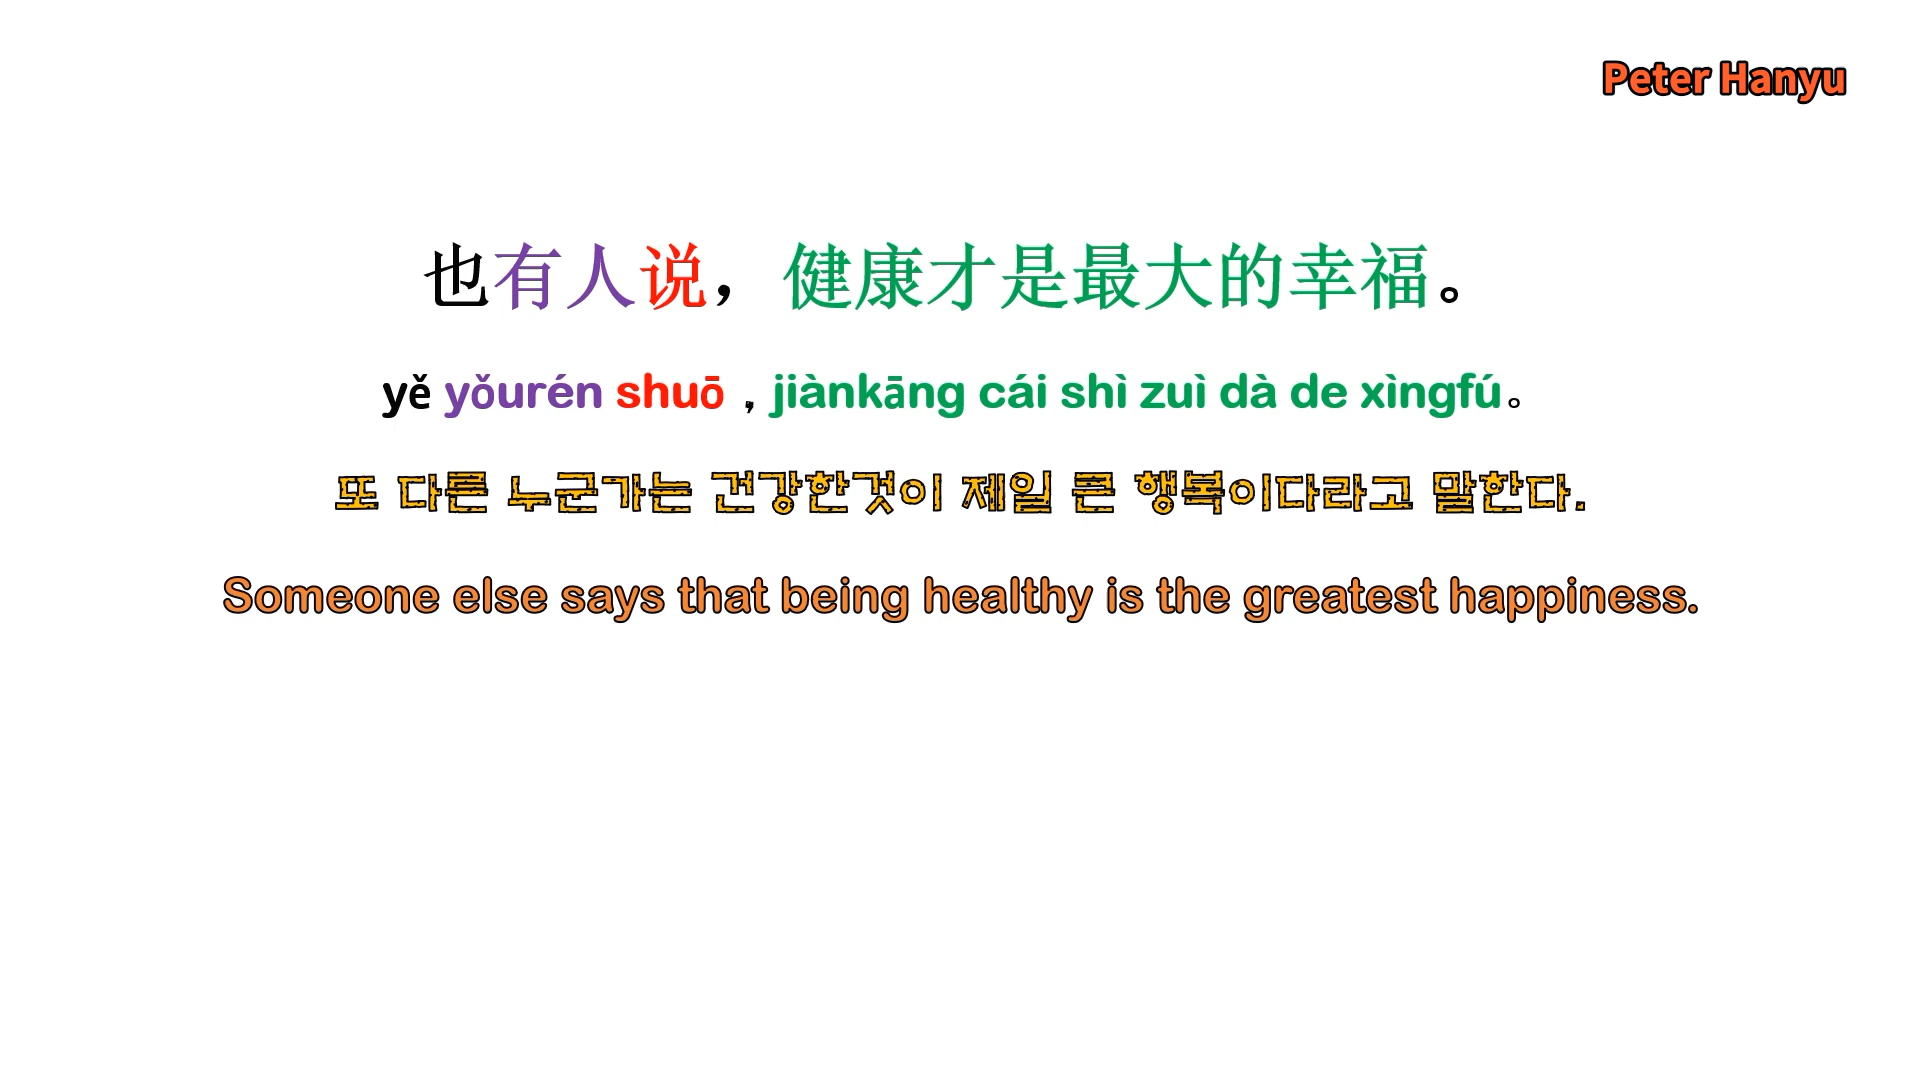 Peter Hanyu
也有人说，健康才是最大的幸福。
yě yǒurén shuō，jiànkāng cái shì zuì dà de xìngfú。
또 다른 누군가는 건강한것이 제일 큰 행복이다라고 말한다.
Someone else says that being healthy is the greatest happiness.